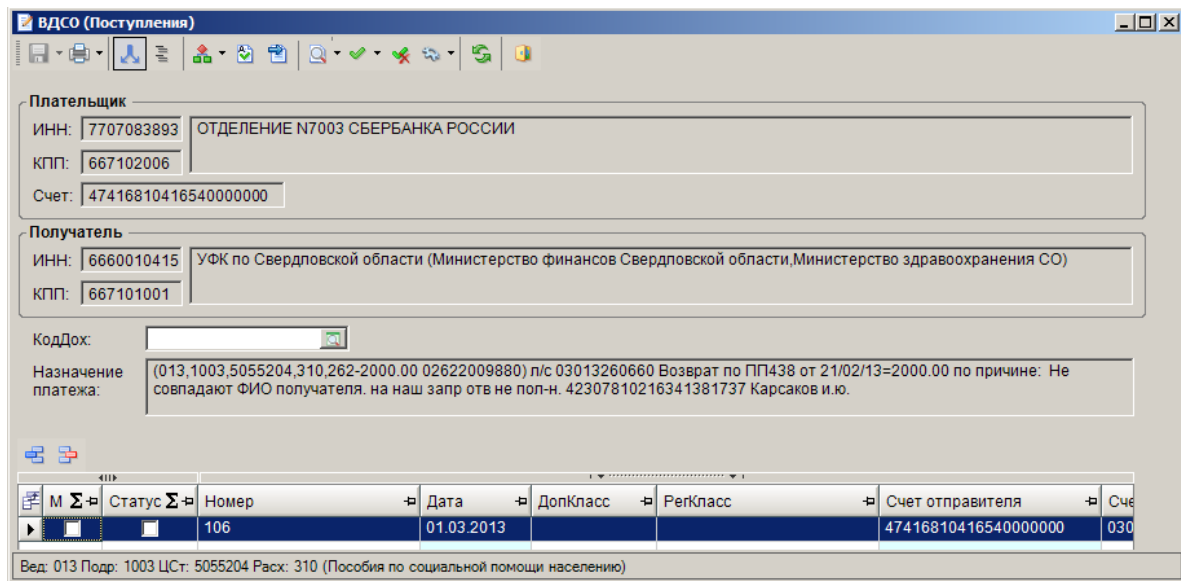 ВДСО (Поступления)
Плательщик
ИНН: 7707083893 ОТДЕЛЕНИЕ N7003 СБЕРБАНКА РОССИИ
КПП: 667102006
Счет: 47416810416540000000
Получатель
ИНН: 6660010415 УФК по Свердловской области (Министерство финансов Свердловской области,Министерство здравоохранения СО)
КПП: 667101001
КодДох:
Назначение платежа: (013,1003,5055204,310,262-2000.00 02622009880) л/с 03013260660 Возврат по ПП438 от 21/02/13=2000.00 по причине: Не
совпадают ФИО получателя. на наш запр отв не пол-н. 42307810216341381737 Карсаков и.ю.
М Σ Статус Σ Номер Дата ДопКласс РегКласс Счет отправителя Сче
106 01.03.2013 47416810416540000000 030
Вед: 013 Подр: 1003 ЦСт: 5055204 Расх: 310 (Пособия по социальной помощи населению)